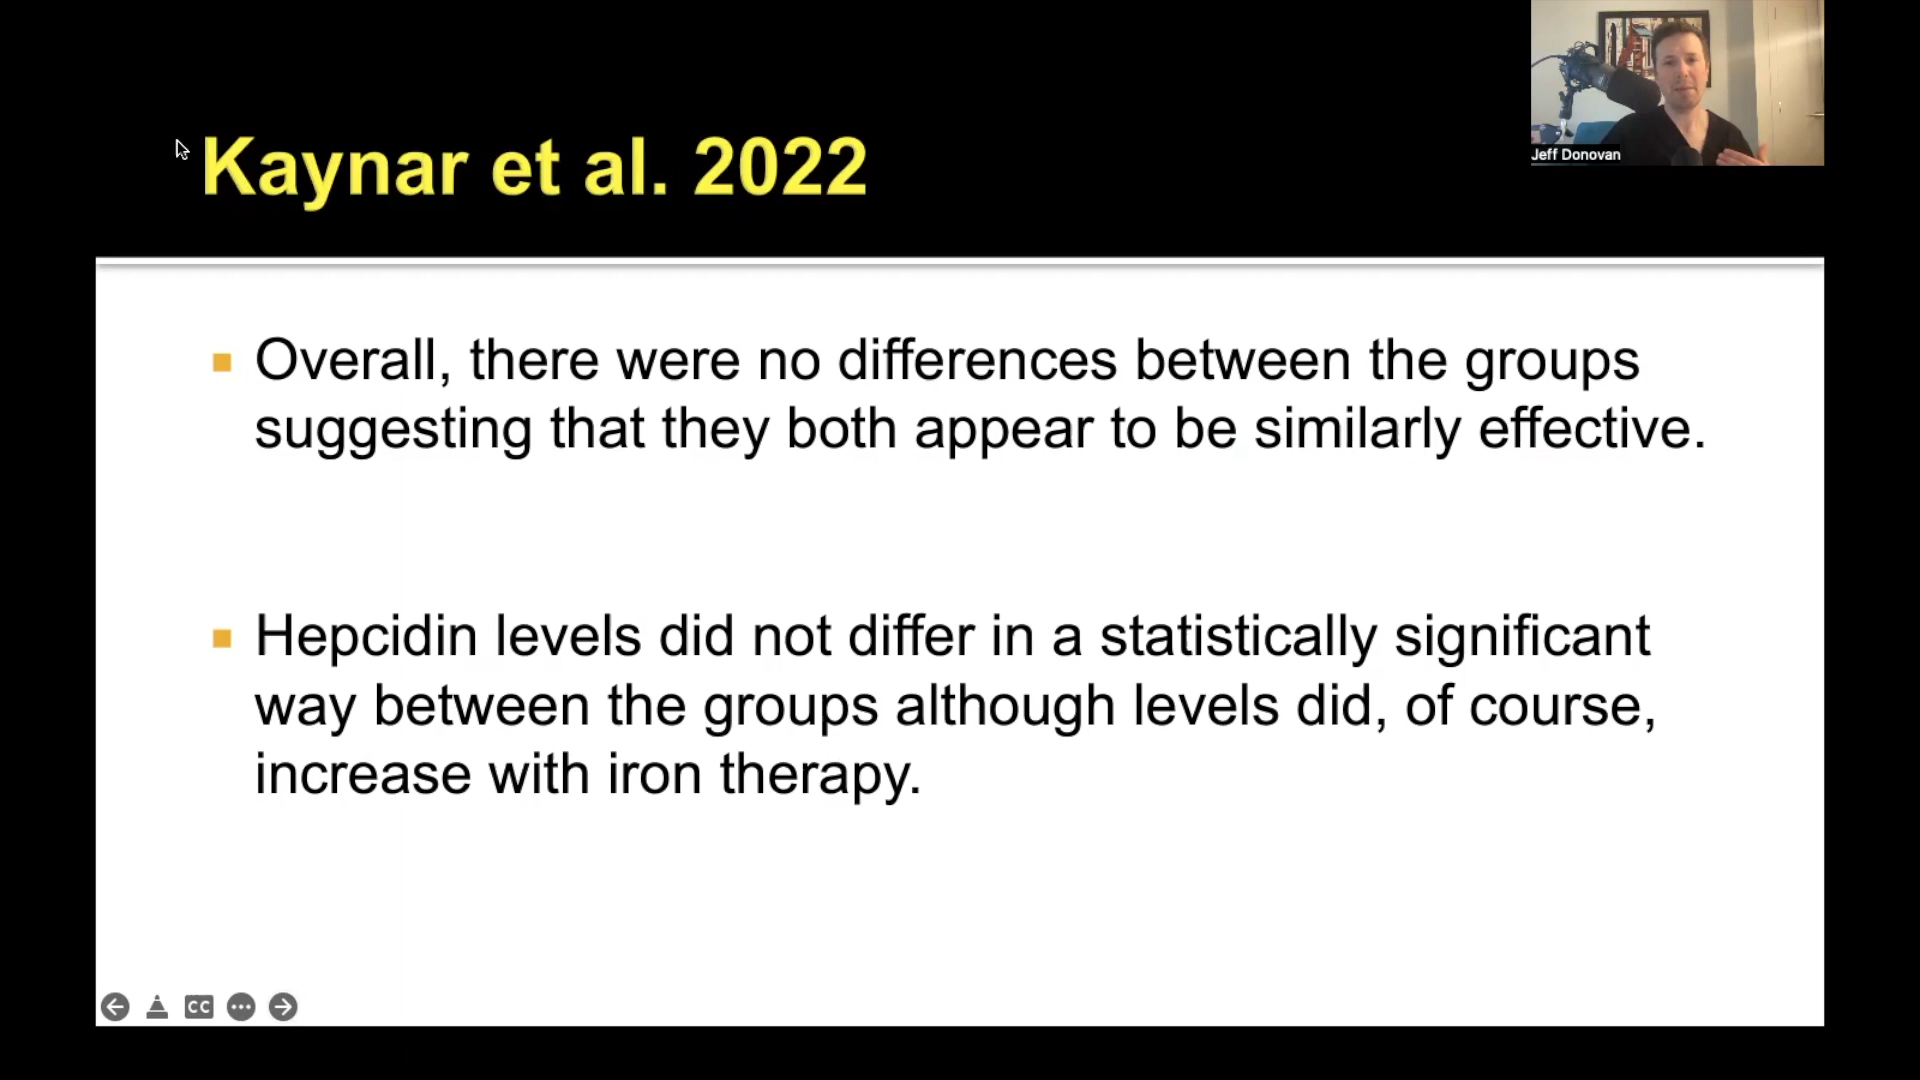 Jeff Donovan
Kaynar et al. 2022
Overall, there were no differences between the groups
suggesting that they both appear to be similarly effective.
Hepcidin levels did not differ in a statistically significant
way between the groups although levels did, of course,
increase with iron therapy.
CC